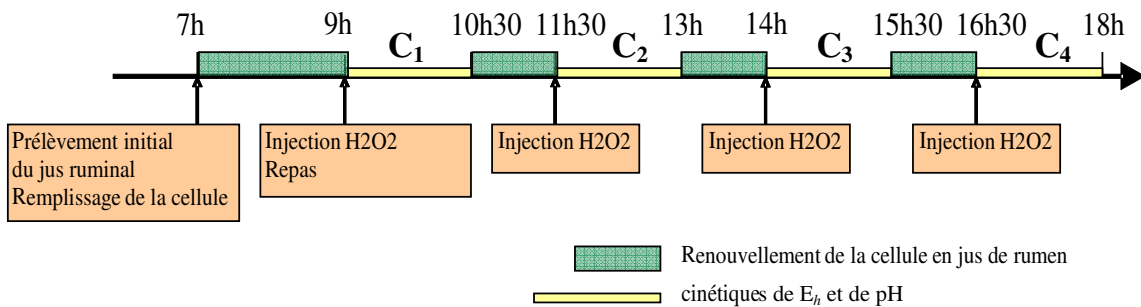 7h 9h C1 10h30 11h30 C2 13h 14h C3 15h30 16h30 C4 18h
Prélèvement initial
du jus ruminal
Remplissage de la cellule
Injection H2O2
Repas
Injection H2O2
Injection H2O2
Injection H2O2
Renouvellement de la cellule en jus de rumen
cinétiques de Eh et de pH